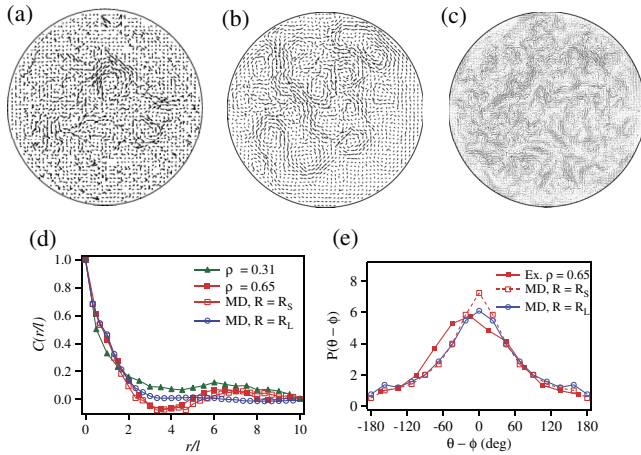 (a)
(b)
(c)
(d)
1.0
0.8
0.6
0.4
0.2
0.0
C(r/l)
ρ = 0.31
ρ = 0.65
MD, R = R_S
MD, R = R_L
0 2 4 6 8 10
r/l
(e)
8
6
4
2
0
P(θ − ϕ)
Ex. ρ = 0.65
MD, R = R_S
MD, R = R_L
-180 -120 -60 0 60 120 180
θ − ϕ (deg)